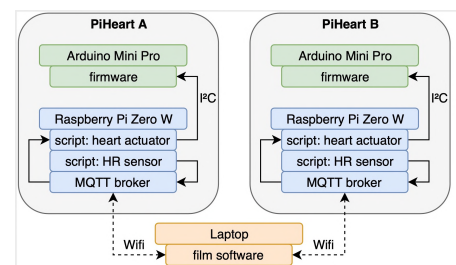 PiHeart A
Arduino Mini Pro
firmware
I²C
Raspberry Pi Zero W
script: heart actuator
script: HR sensor
MQTT broker
PiHeart B
Arduino Mini Pro
firmware
I²C
Raspberry Pi Zero W
script: heart actuator
script: HR sensor
MQTT broker
Wifi
Laptop
film software
Wifi